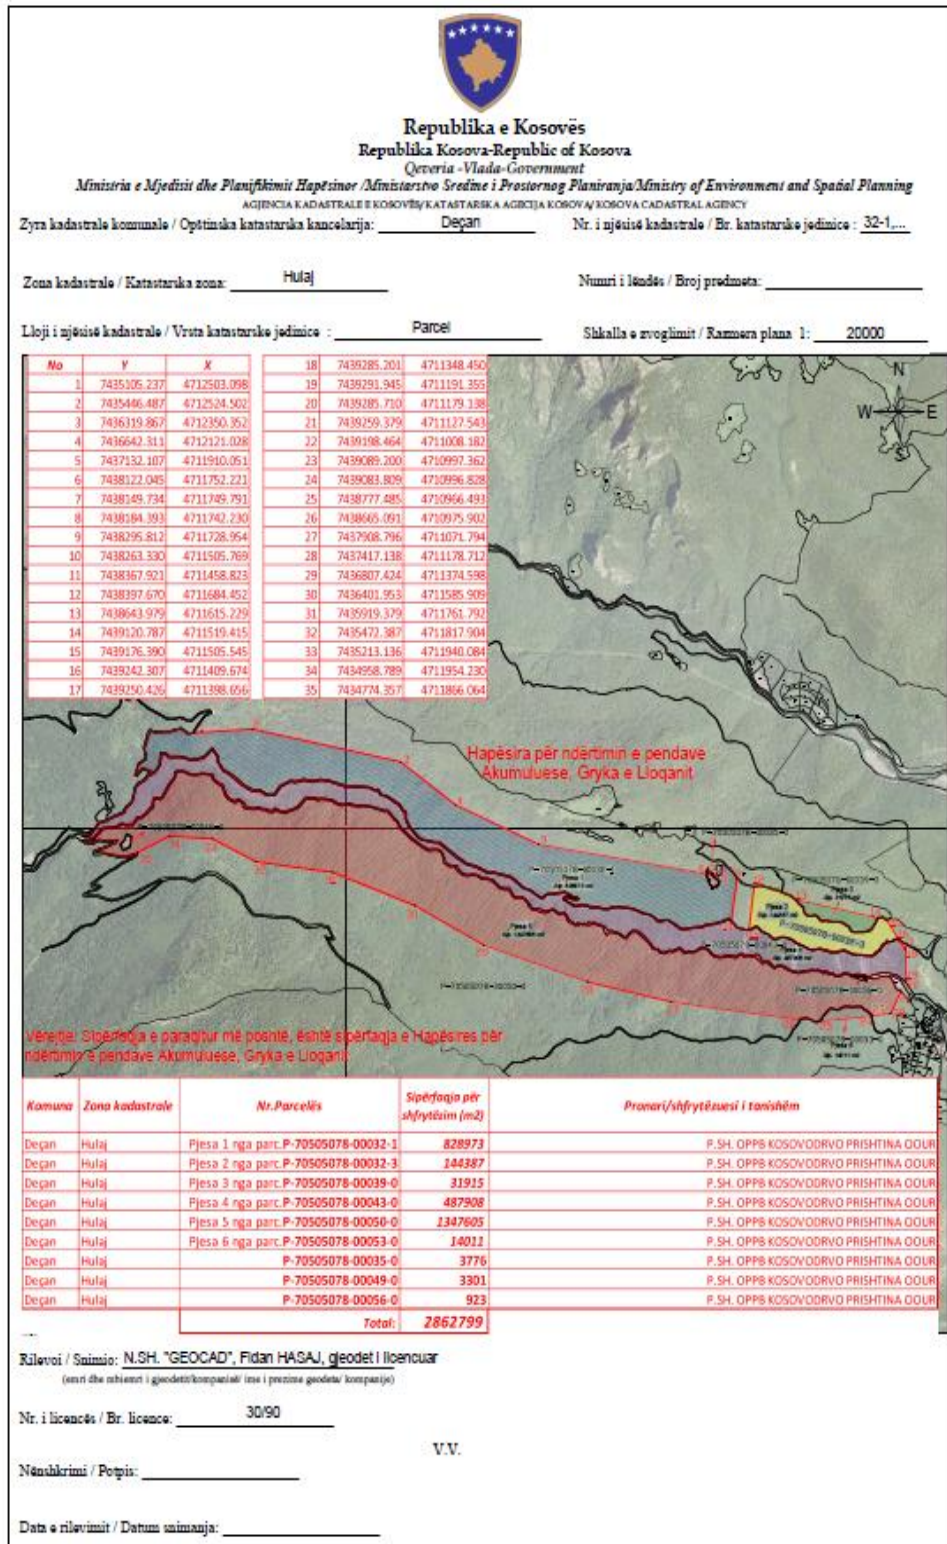 Republika e Kosovës
Republika Kosova-Republic of Kosova
Qeveria -Vlada-Government
Ministria e Mjedisit dhe Planifikimit Hapësinor /Ministarstvo Sredine i Prostornog Planiranja/Ministry of Environment and Spatial Planning
AGJENCIA KADASTRALE E KOSOVËS/KATASTARSKA AGECIJA KOSOVA/KOSOVA CADASTRAL AGENCY
Zyra kadastrale komunale / Opštinska katastarska kancelarija: Deçan Nr. i njësisë kadastrale / Br. katastarske jedinice : 32-1,...
Zona kadastrale / Katastarska zona: Hulaj Numri i lëndës / Broj predmeta:
Lloji i njësisë kadastrale / Vrsta katastarske jedinice : Parcel Shkalla e zvoglimit / Razmera plana 1: 20000
No Y X 18 7439285.201 4711348.450
1 7435105.237 4712503.098 19 7439291.945 4711191.355
2 7435446.487 4712524.502 20 7439285.710 4711179.138
3 7436319.867 4712350.352 21 7439259.379 4711127.543
4 7436642.311 4712121.028 22 7439198.464 4711008.182
5 7437132.107 4711910.051 23 7439089.200 4710997.362
6 7438122.045 4711752.221 24 7439083.809 4710996.828
7 7438149.734 4711749.791 25 7438777.485 4710966.493
8 7438184.393 4711742.230 26 7438665.091 4710975.902
9 7438295.812 4711728.954 27 7437908.796 4711071.794
10 7438263.330 4711505.769 28 7437417.138 4711178.712
11 7438367.921 4711458.823 29 7436807.424 4711374.598
12 7438397.670 4711684.452 30 7436401.953 4711585.909
13 7438643.979 4711615.229 31 7435919.379 4711761.792
14 7439120.787 4711519.415 32 7435472.387 4711817.904
15 7439176.390 4711505.545 33 7435213.136 4711940.084
16 7439242.307 4711409.674 34 7434958.789 4711954.230
17 7439250.426 4711398.656 35 7434774.357 4711866.064
N
W E
S
Hapësira për ndërtimin e pendave
Akumuluese, Gryka e Lloqanit
Vërejtje: Sipërfaqja e paraqitur më poshtë, është sipërfaqja e Hapësires për
ndërtimin e pendave Akumuluese, Gryka e Lloqanit
Komuna Zona kadastrale Nr.Parcelës Sipërfaqja për shfrytëzim (m2) Pronari/shfrytëzuesi i tanishëm
Deçan Hulaj Pjesa 1 nga parc.P-70505078-00032-1 828973 P.SH. OPPB KOSOVODRVO PRISHTINA OOUR
Deçan Hulaj Pjesa 2 nga parc.P-70505078-00032-3 144387 P.SH. OPPB KOSOVODRVO PRISHTINA OOUR
Deçan Hulaj Pjesa 3 nga parc.P-70505078-00039-0 31915 P.SH. OPPB KOSOVODRVO PRISHTINA OOUR
Deçan Hulaj Pjesa 4 nga parc.P-70505078-00043-0 487908 P.SH. OPPB KOSOVODRVO PRISHTINA OOUR
Deçan Hulaj Pjesa 5 nga parc.P-70505078-00050-0 1347605 P.SH. OPPB KOSOVODRVO PRISHTINA OOUR
Deçan Hulaj Pjesa 6 nga parc.P-70505078-00053-0 14011 P.SH. OPPB KOSOVODRVO PRISHTINA OOUR
Deçan Hulaj P-70505078-00035-0 3776 P.SH. OPPB KOSOVODRVO PRISHTINA OOUR
Deçan Hulaj P-70505078-00049-0 3301 P.SH. OPPB KOSOVODRVO PRISHTINA OOUR
Deçan Hulaj P-70505078-00056-0 923 P.SH. OPPB KOSOVODRVO PRISHTINA OOUR
Total: 2862799
Rilevoi / Snimio: N.SH. "GEOCAD", Fidan HASAJ, gjeodet i licencuar
(emri dhe mbiemri i gjeodetit/kompanisë/ ime i prezime geodeta/ kompanije)
Nr. i licencës / Br. licence: 30/90
V.V.
Nënshkrimi / Potpis:
Data e rilevimit / Datum snimanja: